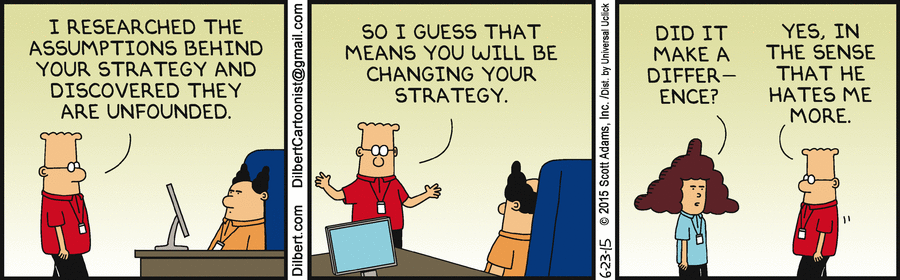 I RESEARCHED THE
ASSUMPTIONS BEHIND
YOUR STRATEGY AND
DISCOVERED THEY
ARE UNFOUNDED.
Dilbert.com DilbertCartoonist@gmail.com
SO I GUESS THAT
MEANS YOU WILL BE
CHANGING YOUR
STRATEGY.
6-23-15 © 2015 Scott Adams, Inc. /Dist. by Universal Uclick
DID IT
MAKE A
DIFFER—
ENCE?
YES, IN
THE SENSE
THAT HE
HATES ME
MORE.